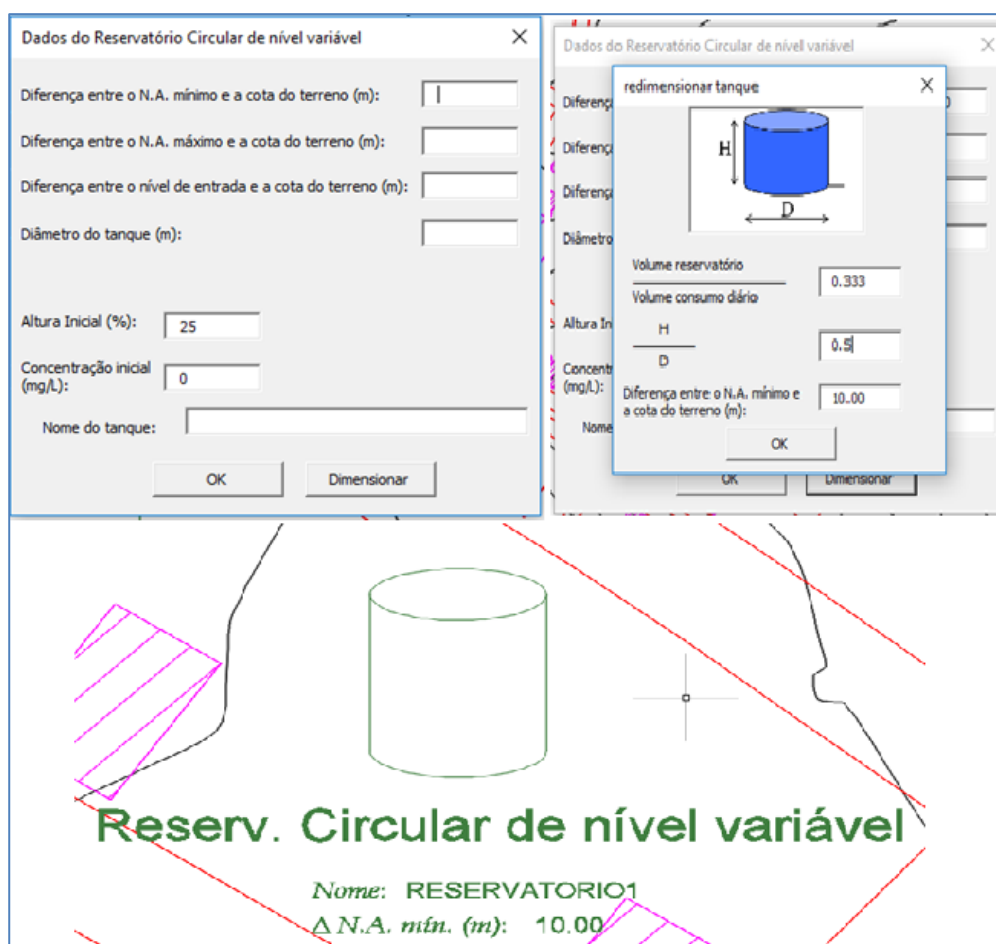 Dados do Reservatório Circular de nível variável
Diferença entre o N.A. mínimo e a cota do terreno (m):
Diferença entre o N.A. máximo e a cota do terreno (m):
Diferença entre o nível de entrada e a cota do terreno (m):
Diâmetro do tanque (m):
Altura Inicial (%): 25
Concentração inicial
(mg/L): 0
Nome do tanque:
OK Dimensionar
Dados do Reservatório Circular de nível variável
redimensionar tanque
H
D
Volume reservatório
Volume consumo diário
0.333
H
D
0.5
Diferença entre o N.A. mínimo e
a cota do terreno (m):
10.00
OK
Diâmetro
Altura In
(mg/L):
OK Dimensionar
Reserv. Circular de nível variável
Nome: RESERVATORIO1
Δ N.A. mín. (m): 10.00